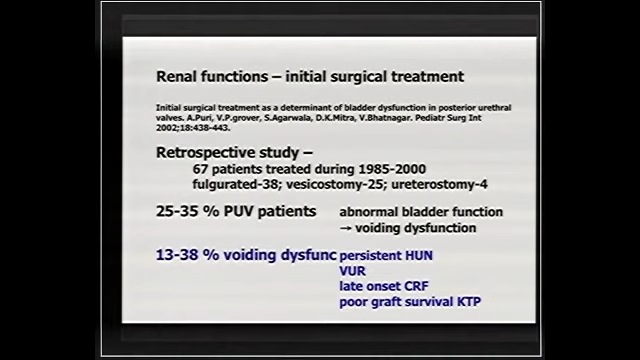 Renal functions – initial surgical treatment
Initial surgical treatment as a determinant of bladder dysfunction in posterior urethral
valves. A.Puri, V.P.grover, S.Agarwala, D.K.Mitra, V.Bhatnagar. Pediatr Surg Int
2002;18:438-443.
Retrospective study –
67 patients treated during 1985-2000
fulgurated-38; vesicostomy-25; ureterostomy-4
25-35 % PUV patients abnormal bladder function
→ voiding dysfunction
13-38 % voiding dysfunc persistent HUN
VUR
late onset CRF
poor graft survival KTP